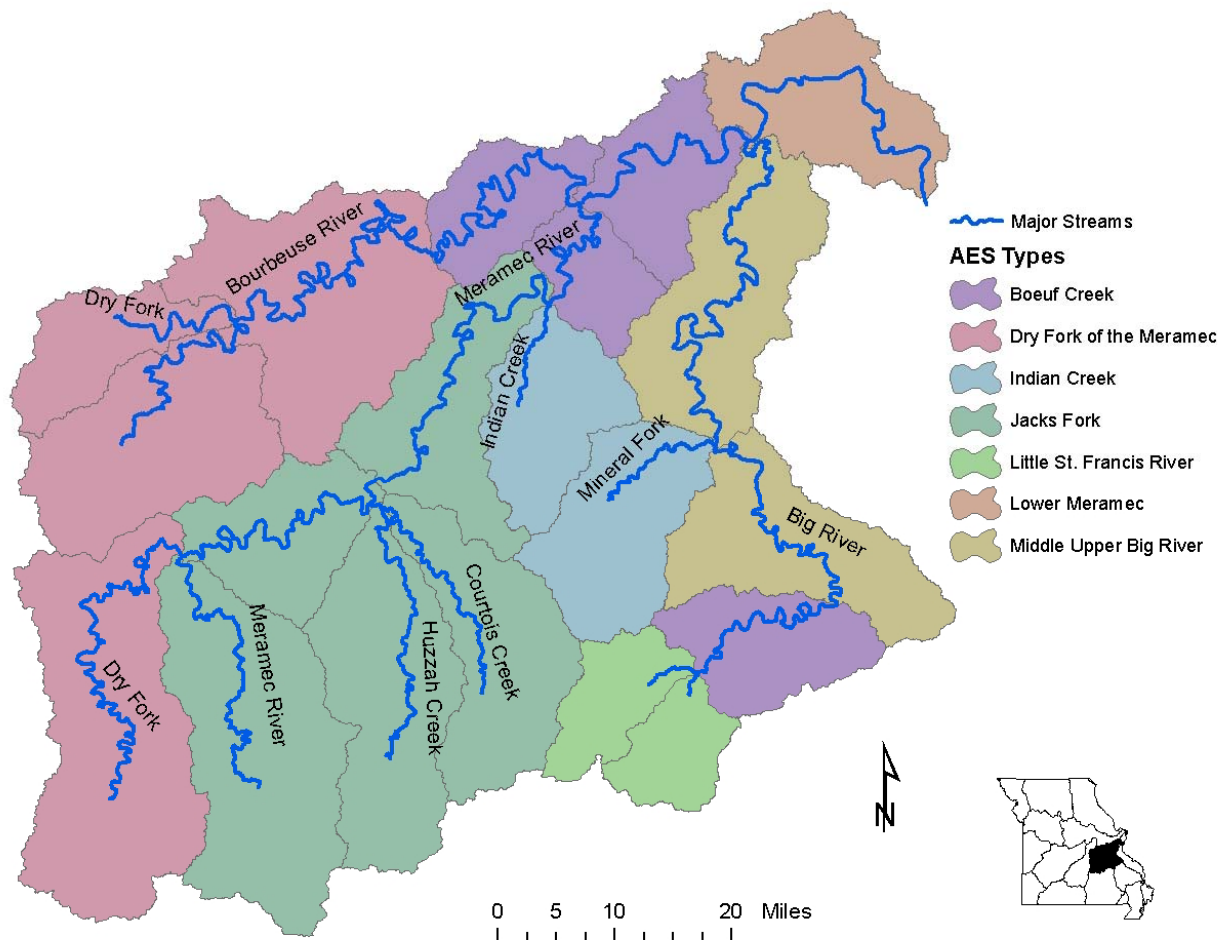 Bourbeuse River
Dry Fork
Meramec River
Indian Creek
Mineral Fork
Big River
Courtois Creek
Huzzah Creek
Meramec River
Dry Fork
Major Streams
AES Types
Boeuf Creek
Dry Fork of the Meramec
Indian Creek
Jacks Fork
Little St. Francis River
Lower Meramec
Middle Upper Big River
N
0 5 10 20 Miles